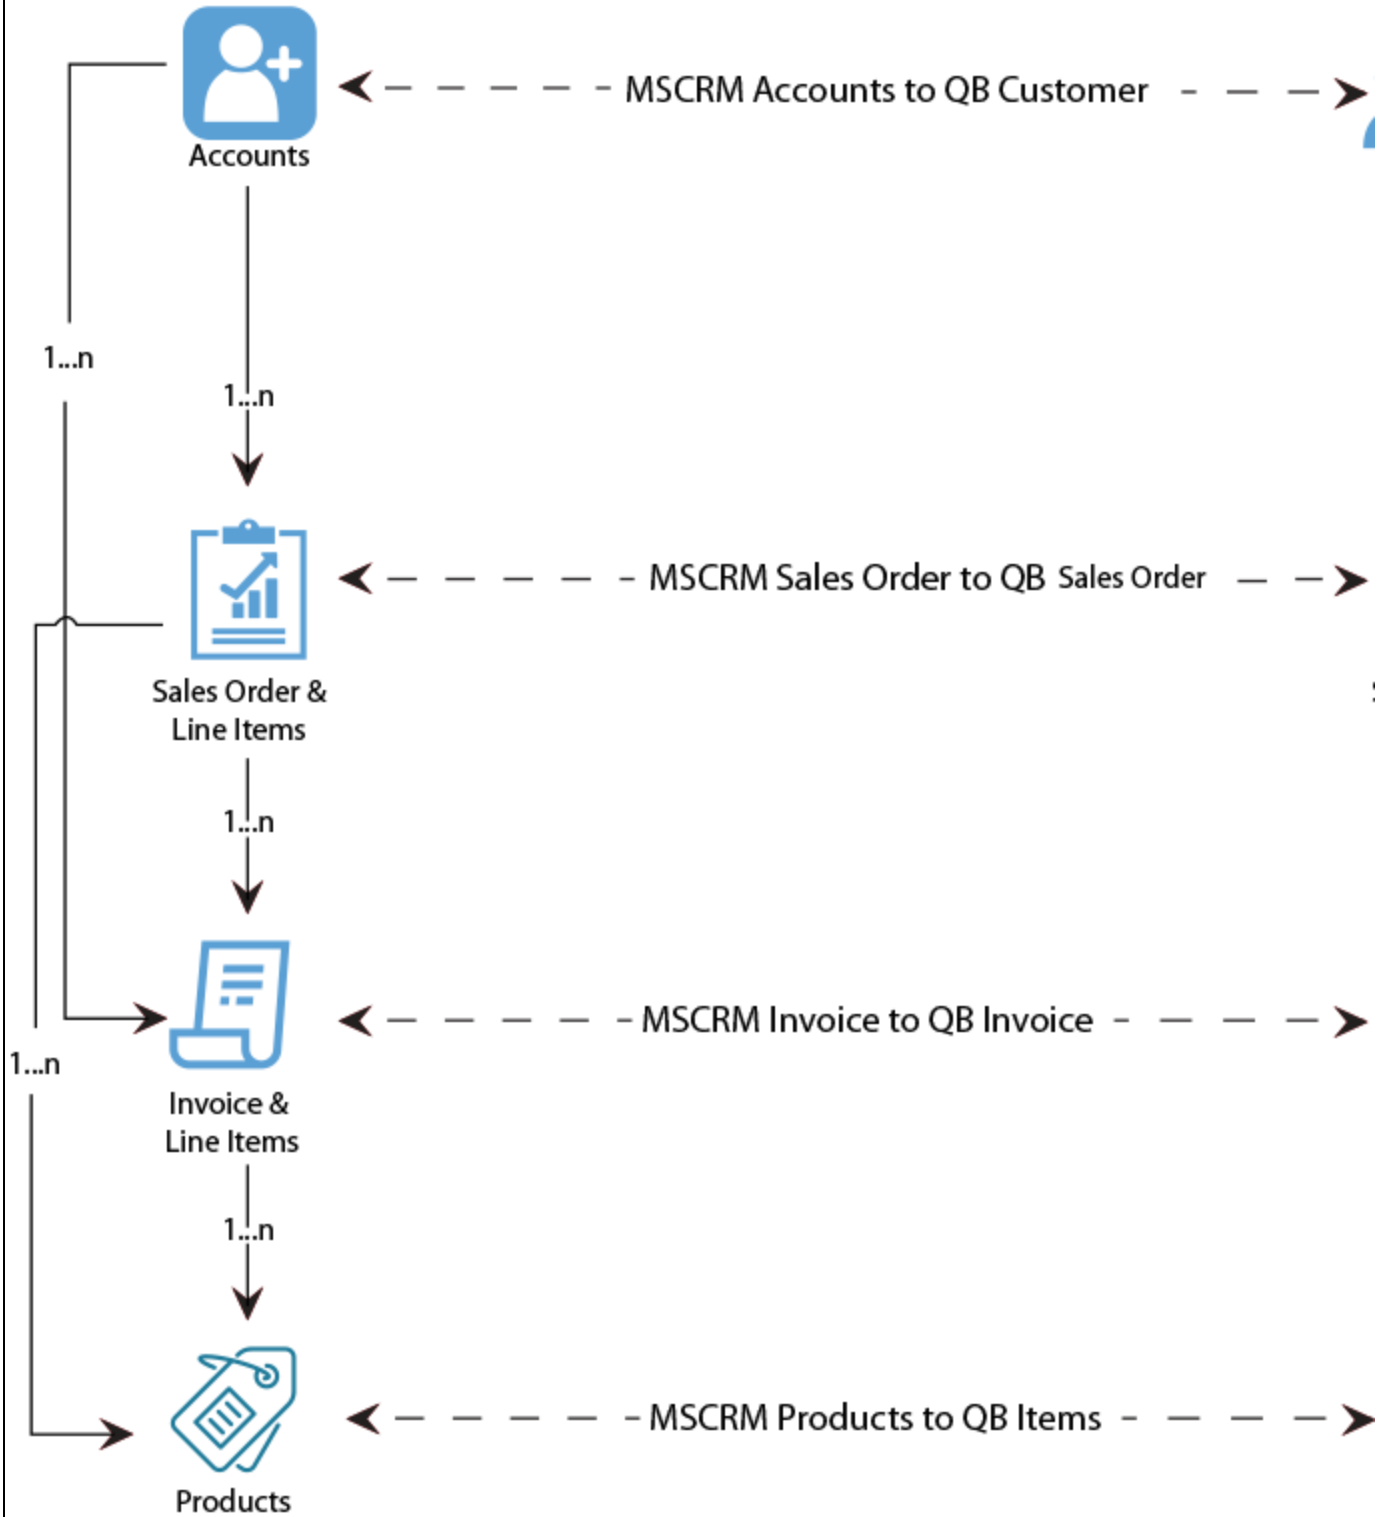 MSCRM Accounts to QB Customer
Accounts
1...n
1...n
MSCRM Sales Order to QB Sales Order
Sales Order &
Line Items
1...n
MSCRM Invoice to QB Invoice
1...n
Invoice &
Line Items
1...n
MSCRM Products to QB Items
Products